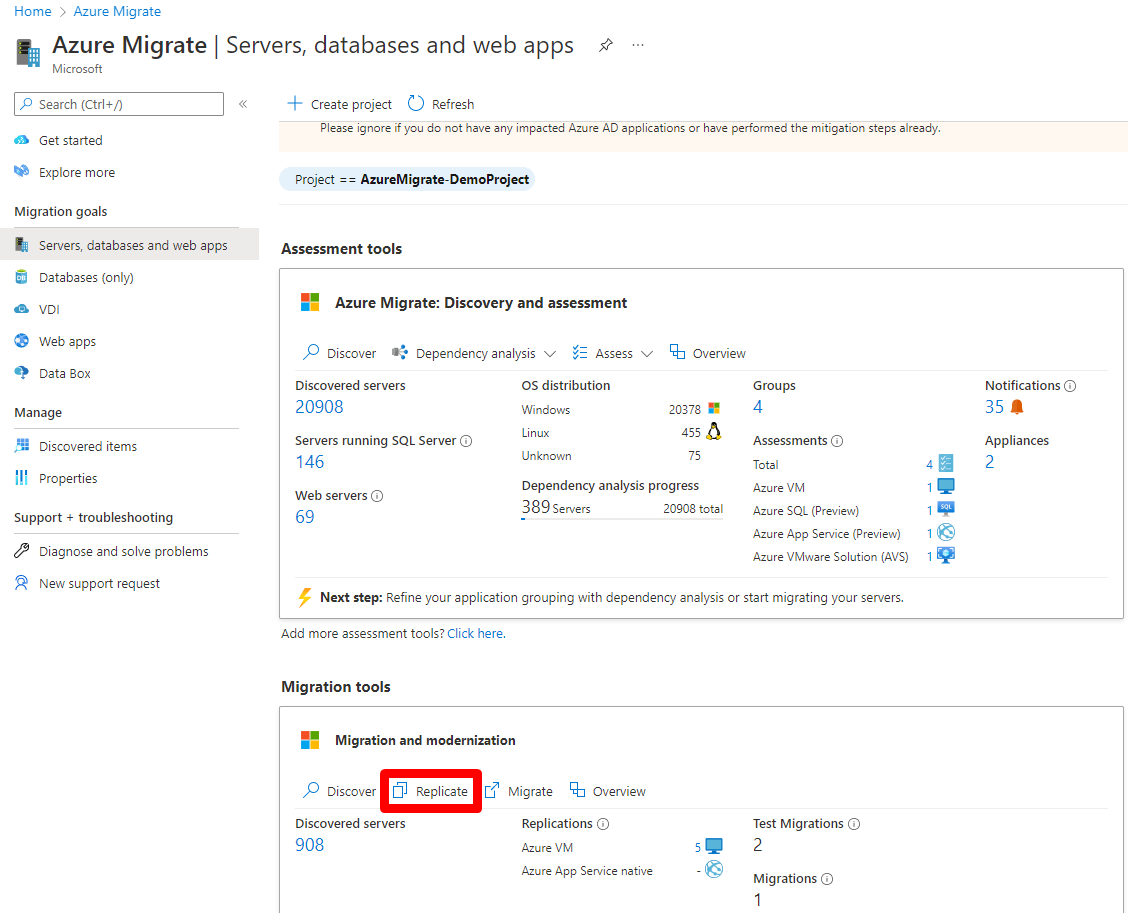 Home > Azure Migrate
Azure Migrate | Servers, databases and web apps
Microsoft
Search (Ctrl+/)
Get started
Explore more
Migration goals
Servers, databases and web apps
Databases (only)
VDI
Web apps
Data Box
Manage
Discovered items
Properties
Support + troubleshooting
Diagnose and solve problems
New support request
Create project Refresh
Please ignore if you do not have any impacted Azure AD applications or have performed the mitigation steps already.
Project == AzureMigrate-DemoProject
Assessment tools
Azure Migrate: Discovery and assessment
Discover Dependency analysis Assess Overview
Discovered servers
20908
Servers running SQL Server
146
Web servers
69
OS distribution
Windows 20378
Linux 455
Unknown 75
Dependency analysis progress
389 Servers 20908 total
Groups
4
Assessments
Total 4
Azure VM 1
Azure SQL (Preview) 1 SQL
Azure App Service (Preview) 1
Azure VMware Solution (AVS) 1
Notifications
35
Appliances
2
Next step: Refine your application grouping with dependency analysis or start migrating your servers.
Add more assessment tools? Click here.
Migration tools
Migration and modernization
Discover Replicate Migrate Overview
Discovered servers
908
Replications
Azure VM 5
Azure App Service native -
Test Migrations
2
Migrations
1